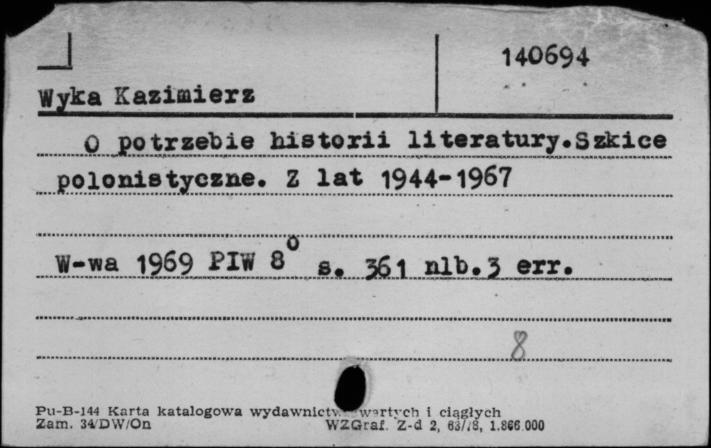 140694
Wyka Kazimierz
O potrzebie historii literatury.Szkice
polonistyczne. Z lat 1944-1967
W-wa 1969 PIW 8° s. 361 nlb.3 err.
8
Pu-B-144 Karta katalogowa wydawnictw zwartych i ciągłych
Zam. 34/DW/On WZGraf. Z-d 2, 63/78, 1.866.000